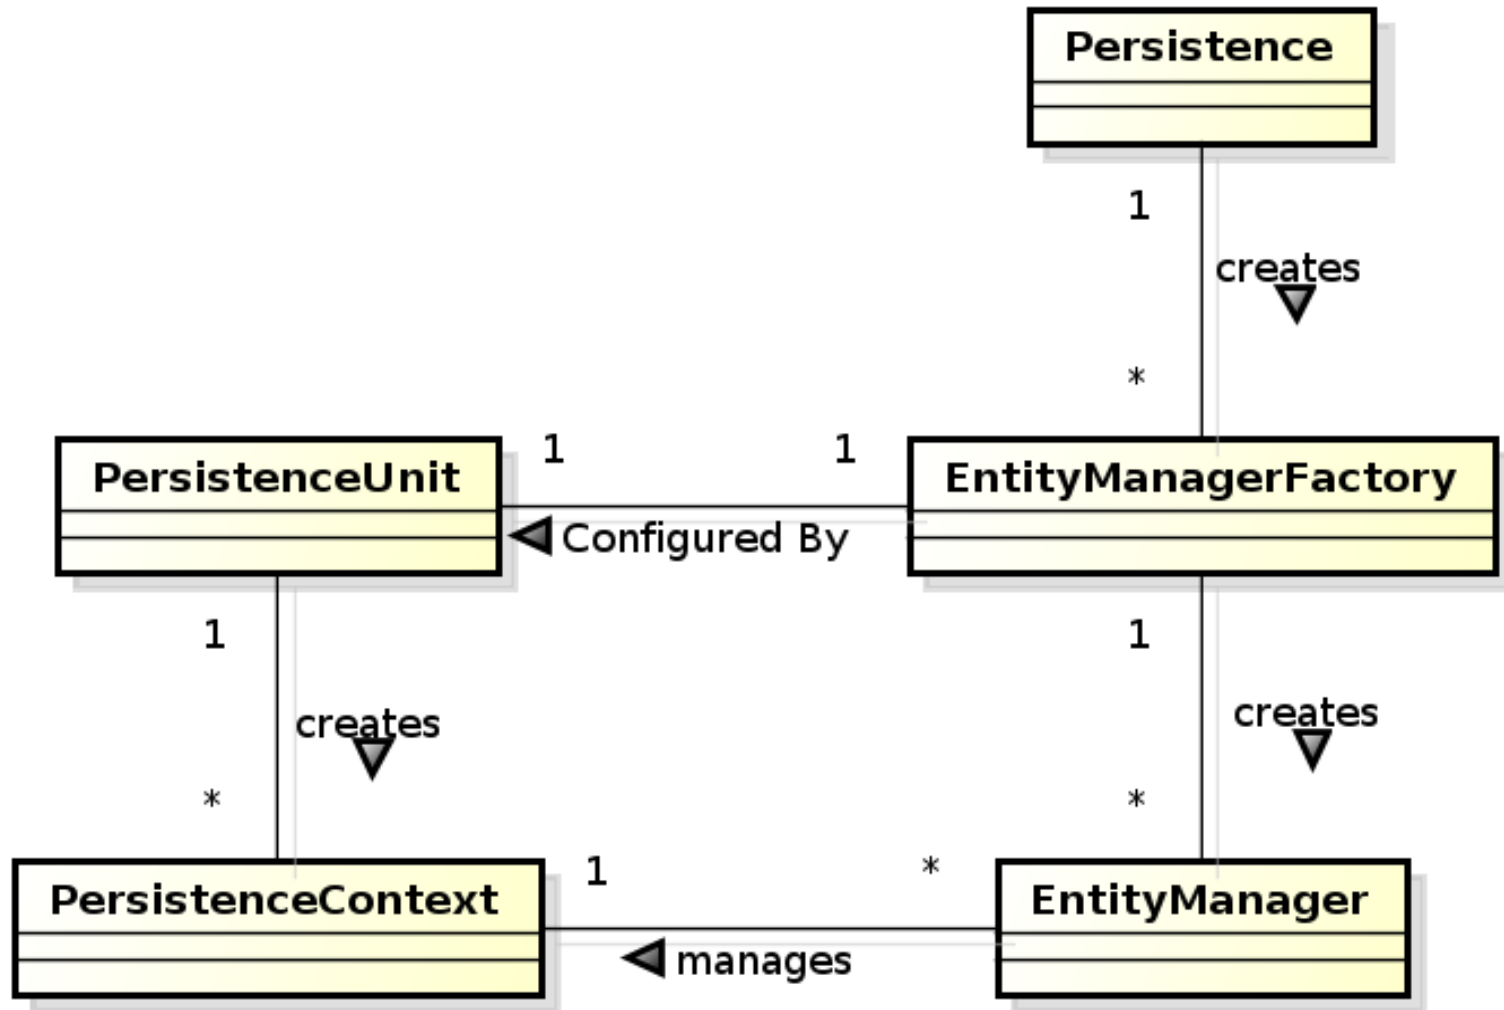 Persistence
1
creates
*
PersistenceUnit
1
1
EntityManagerFactory
Configured By
1
creates
*
1
creates
*
PersistenceContext
1
*
EntityManager
manages